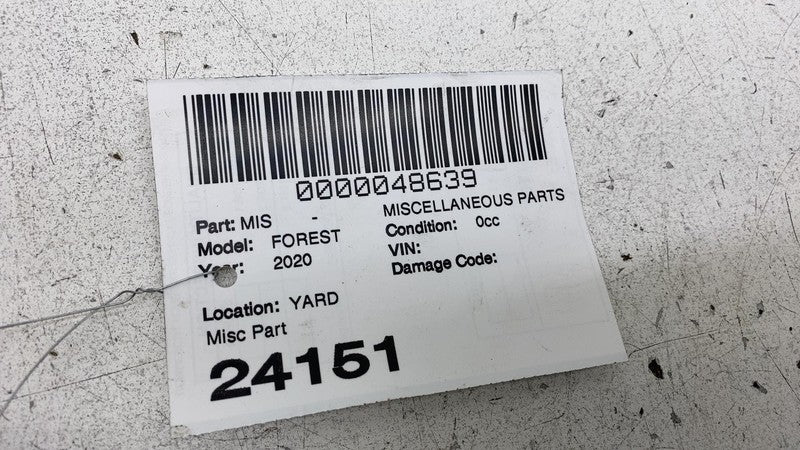 0000048639
Part: MIS - MISCELLANEOUS PARTS
Model: FOREST Condition: 0cc
Year: 2020 VIN:
Damage Code:
Location: YARD
Misc Part
24151